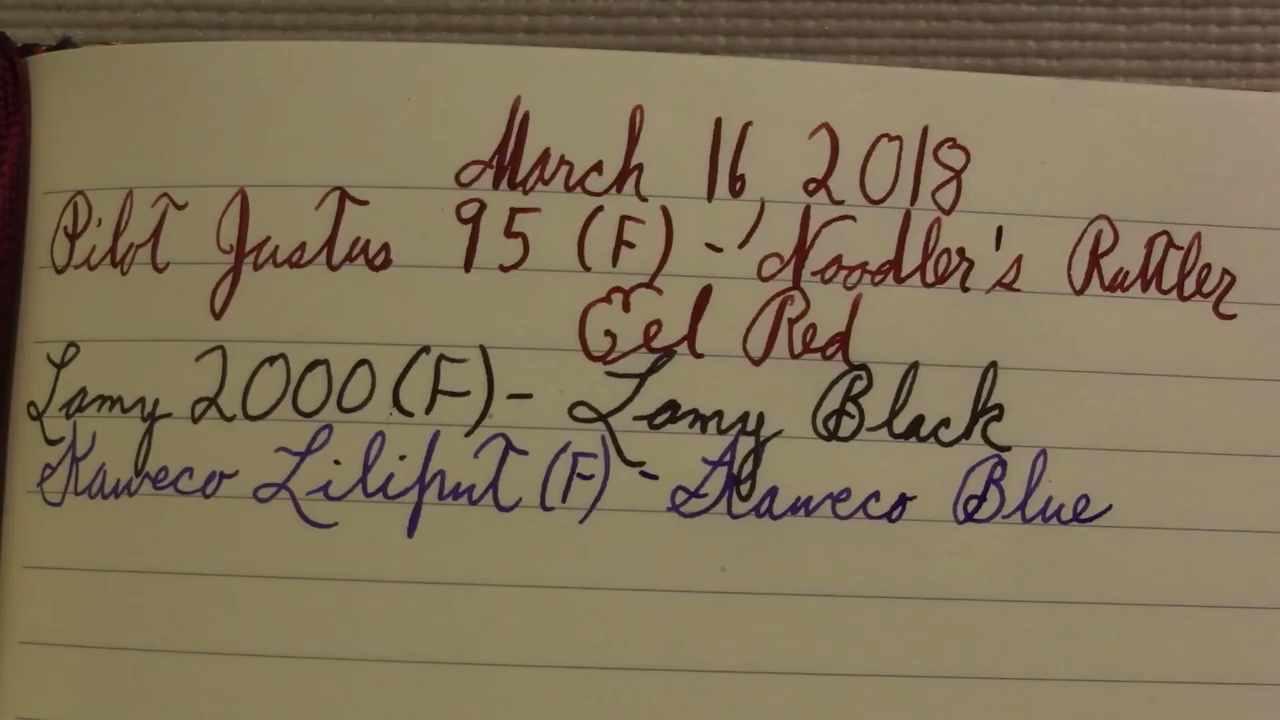 March 16, 2018
Pilot Justus 95 (F) - Noodler's Rattler
Eel Red
Lamy 2000 (F) - Lamy Black
Kaweco Liliput (F) - Kaweco Blue